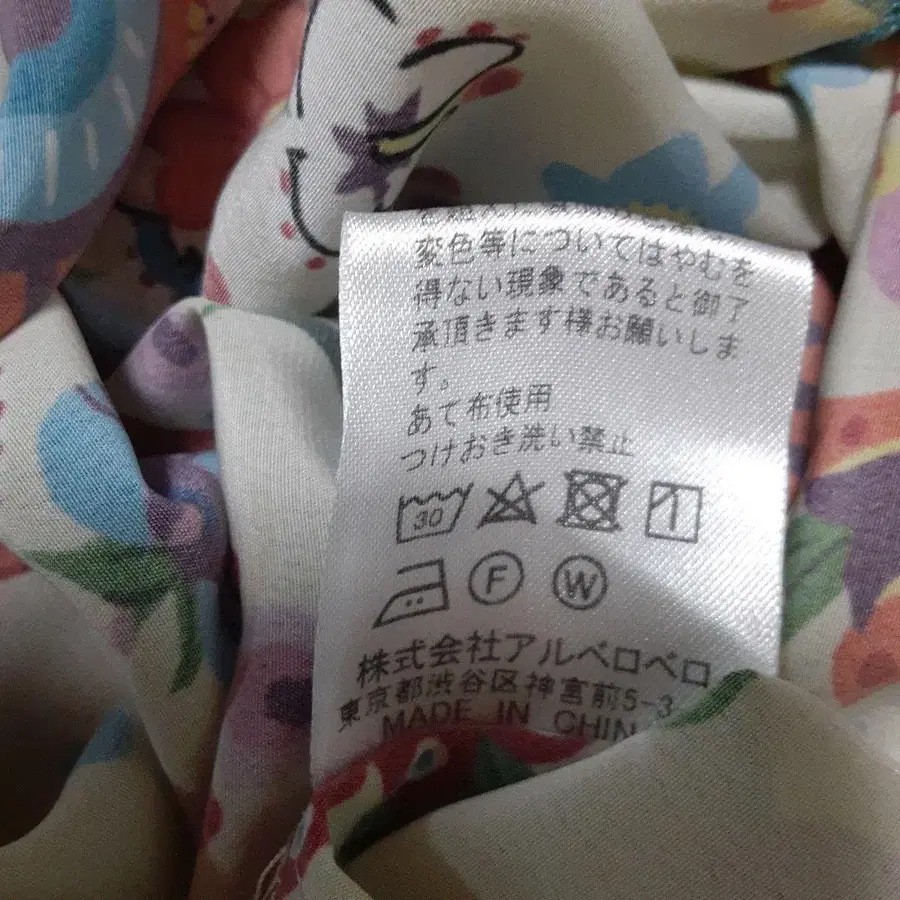 変色等についてはやむを
得ない現象であると御了
承頂きます様お願いしま
す。
あて布使用
つけおき洗い禁止
30
F
W
株式会社アルベロベロ
東京都渋谷区神宮前5-3
MADE IN CHIN